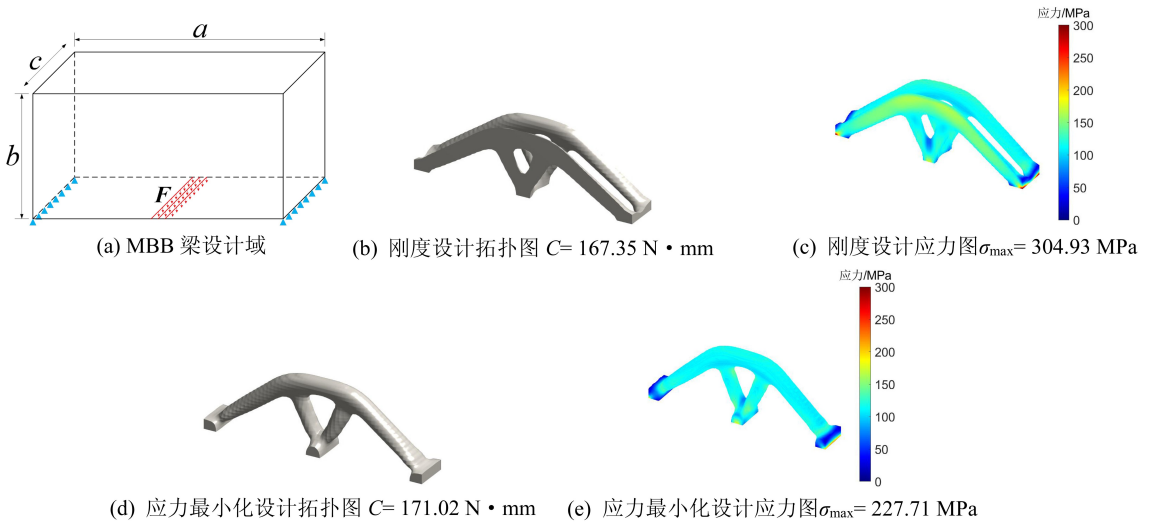 a
c
b
F
(a) MBB 梁设计域
(b) 刚度设计拓扑图 C= 167.35 N·mm
应力/MPa
300
250
200
150
100
50
0
(c) 刚度设计应力图σmax= 304.93 MPa
(d) 应力最小化设计拓扑图 C= 171.02 N·mm
应力/MPa
300
250
200
150
100
50
0
(e) 应力最小化设计应力图σmax= 227.71 MPa